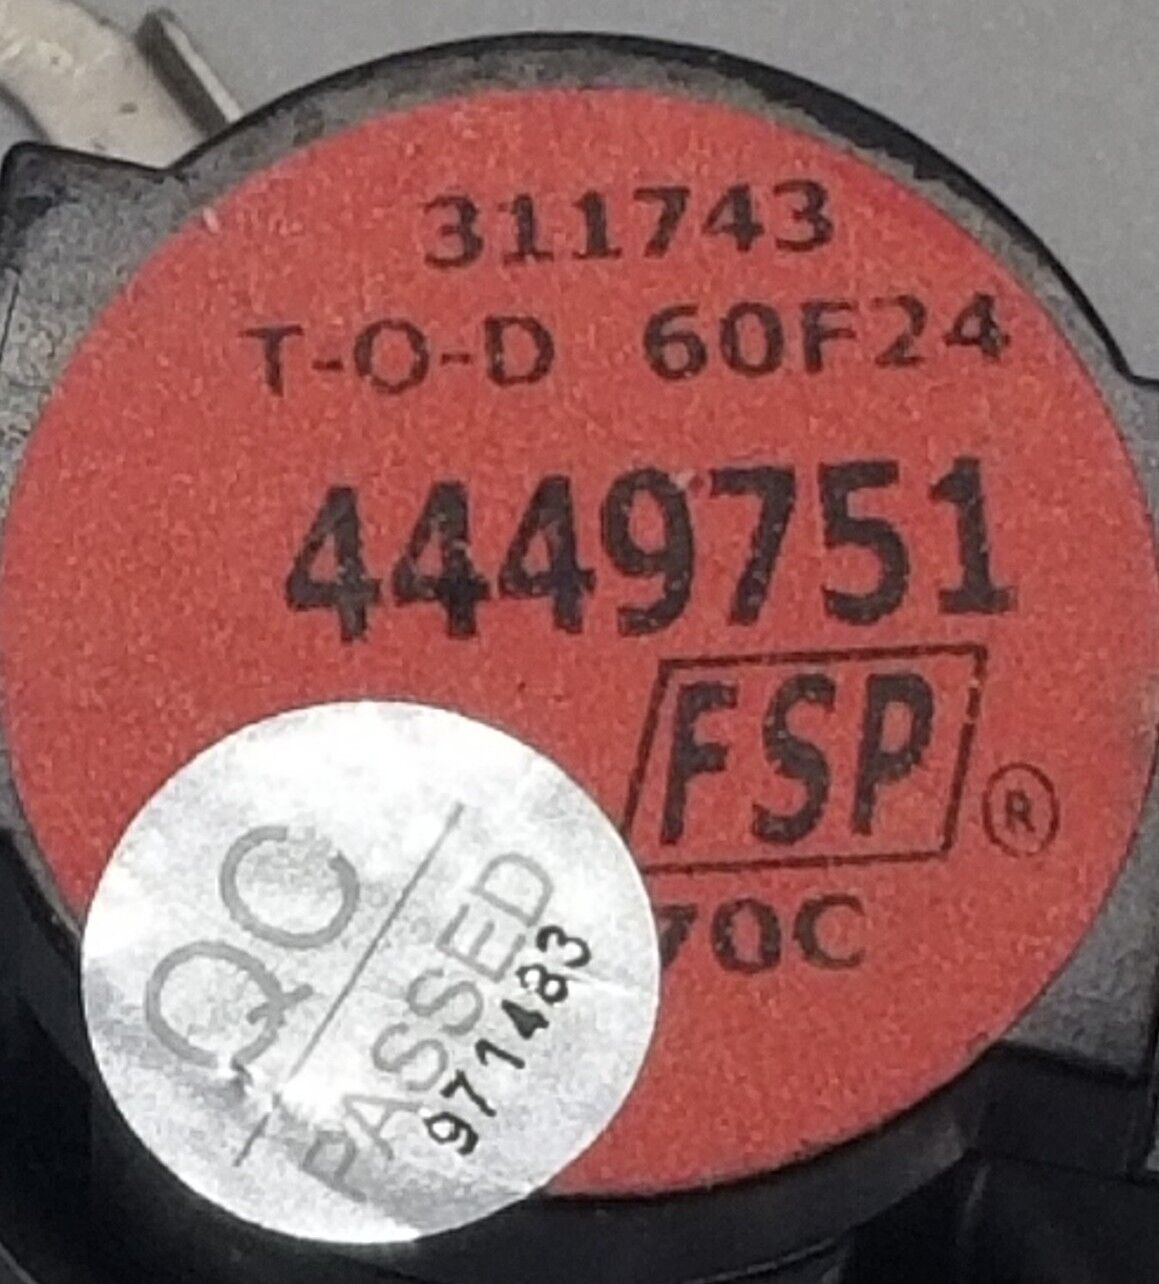 311743
T-O-D 60F24
4449751
FSP ®
70C
QC
PASSED
971483